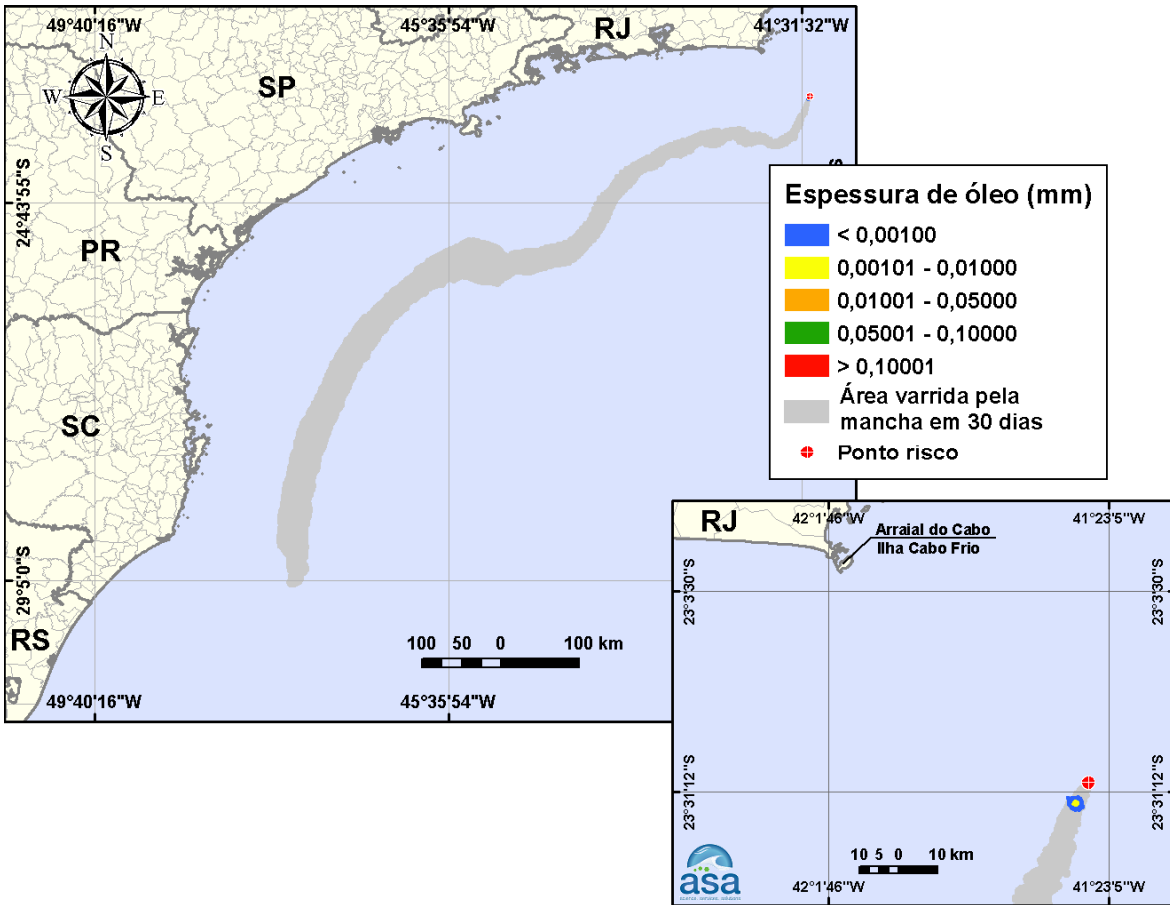 49°40'16"W
45°35'54"W
RJ
41°31'32"W
N
W
E
S
SP
24°43'55"S
PR
SC
29°5'0"S
RS
100 50 0 100 km
49°40'16"W
45°35'54"W
Espessura de óleo (mm)
< 0,00100
0,00101 - 0,01000
0,01001 - 0,05000
0,05001 - 0,10000
> 0,10001
Área varrida pela
mancha em 30 dias
Ponto risco
RJ
42°1'46"W
41°23'5"W
Arraial do Cabo
Ilha Cabo Frio
23°3'30"S
23°3'30"S
23°31'12"S
23°31'12"S
10 5 0 10 km
asa
42°1'46"W
41°23'5"W